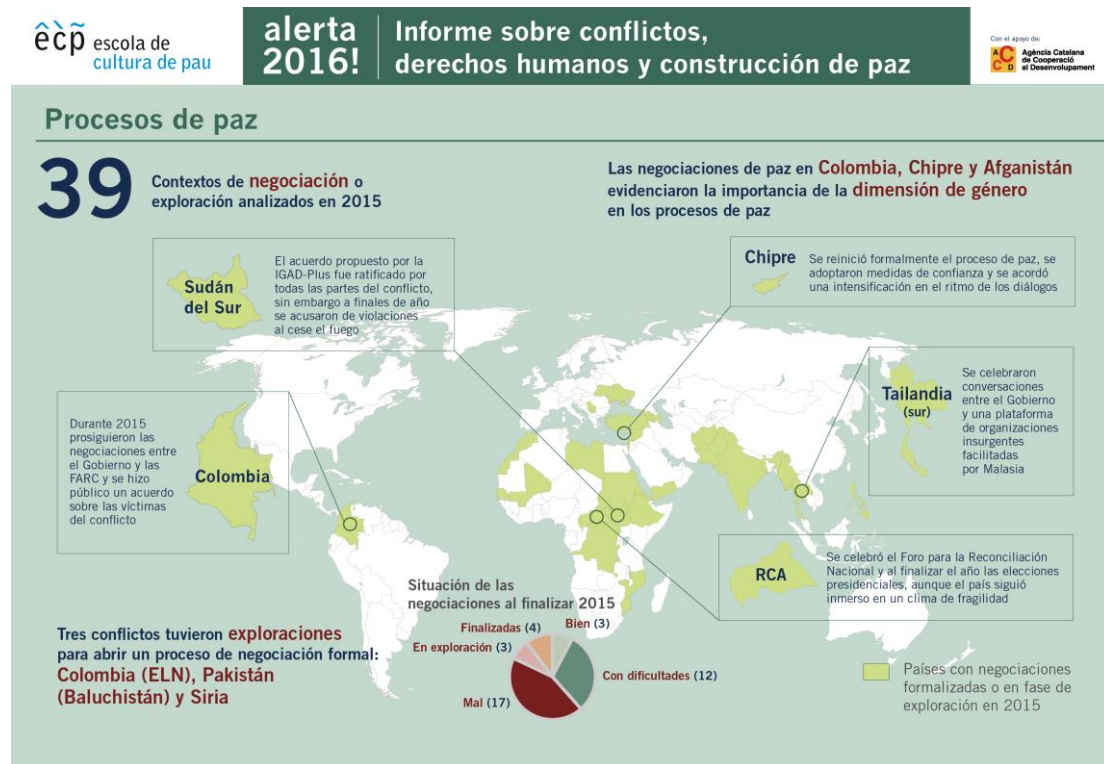 ecp escola de
cultura de pau
alerta
2016!
Informe sobre conflictos,
derechos humanos y construcción de paz
Con el apoyo de:
ACCD
Agència Catalana
de Cooperació
al Desenvolupament
Procesos de paz
39
Contextos de negociación o
exploración analizados en 2015
Las negociaciones de paz en Colombia, Chipre y Afganistán
evidenciaron la importancia de la dimensión de género
en los procesos de paz
Sudán
del Sur
El acuerdo propuesto por la
IGAD-Plus fue ratificado por
todas las partes del conflicto,
sin embargo a finales de año
se acusaron de violaciones
al cese el fuego
Chipre
Se reinició formalmente el proceso de paz, se
adoptaron medidas de confianza y se acordó
una intensificación en el ritmo de los diálogos
Tailandia
(sur)
Se celebraron
conversaciones
entre el Gobierno
y una plataforma
de organizaciones
insurgentes
facilitadas
por Malasia
Durante 2015
prosiguieron las
negociaciones entre
el Gobierno y las
FARC y se hizo
público un acuerdo
sobre las víctimas
del conflicto
Colombia
RCA
Se celebró el Foro para la Reconciliación
Nacional y al finalizar el año las elecciones
presidenciales, aunque el país siguió
inmerso en un clima de fragilidad
Situación de las
negociaciones al finalizar 2015
Finalizadas (4)
Bien (3)
En exploración (3)
Con dificultades (12)
Mal (17)
Tres conflictos tuvieron exploraciones
para abrir un proceso de negociación formal:
Colombia (ELN), Pakistán
(Baluchistán) y Siria
Países con negociaciones
formalizadas o en fase de
exploración en 2015